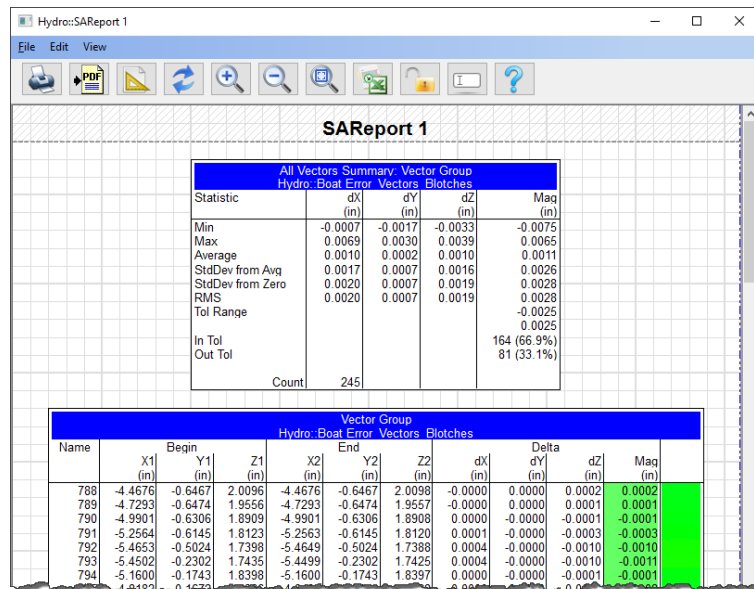 Hydro::SAReport 1
File Edit View
PDF
SAReport 1
All Vectors Summary: Vector Group
Hydro::Boat Error Vectors Blotches
Statistic dX dY dZ Mag
(in) (in) (in) (in)
Min -0.0007 -0.0017 -0.0033 -0.0075
Max 0.0069 0.0030 0.0039 0.0065
Average 0.0010 0.0002 0.0010 0.0011
StdDev from Avg 0.0017 0.0007 0.0016 0.0026
StdDev from Zero 0.0020 0.0007 0.0019 0.0028
RMS 0.0020 0.0007 0.0019 0.0028
Tol Range -0.0025
0.0025
In Tol 164 (66.9%)
Out Tol 81 (33.1%)
Count 245
Vector Group
Hydro::Boat Error Vectors Blotches
Name Begin End Delta
X1 Y1 Z1 X2 Y2 Z2 dX dY dZ Mag
(in) (in) (in) (in) (in) (in) (in) (in) (in) (in)
788 -4.4676 -0.6467 2.0096 -4.4676 -0.6467 2.0098 -0.0000 0.0000 0.0002 0.0002
789 -4.7293 -0.6474 1.9556 -4.7293 -0.6474 1.9557 -0.0000 0.0000 0.0001 0.0001
790 -4.9901 -0.6306 1.8909 -4.9901 -0.6306 1.8908 0.0000 -0.0000 -0.0001 -0.0001
791 -5.2564 -0.6145 1.8123 -5.2563 -0.6145 1.8120 0.0001 -0.0000 -0.0003 -0.0003
792 -5.4653 -0.5024 1.7398 -5.4649 -0.5024 1.7388 0.0004 -0.0000 -0.0010 -0.0010
793 -5.4502 -0.2302 1.7435 -5.4499 -0.2302 1.7425 0.0004 -0.0000 -0.0010 -0.0011
794 -5.1600 -0.1743 1.8398 -5.1600 -0.1743 1.8397 0.0000 -0.0000 -0.0001 -0.0001